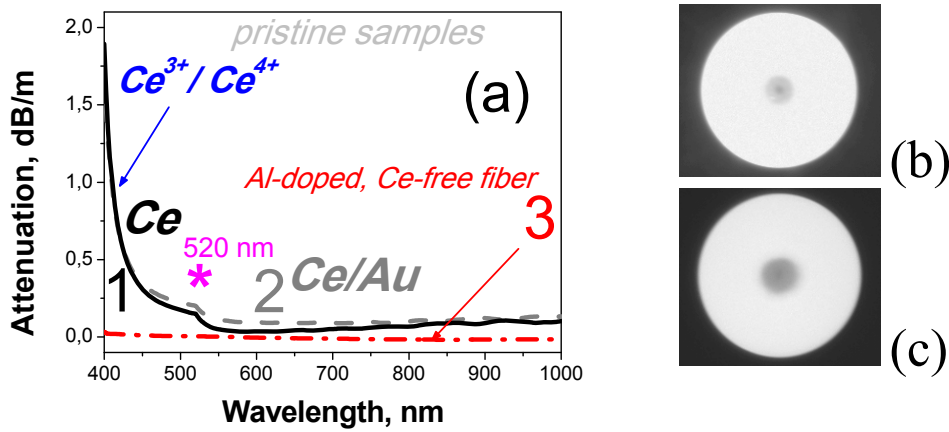 pristine samples
(a)
Ce3+/ Ce4+
Al-doped, Ce-free fiber
3
Ce
520 nm
*
1
2 Ce/Au
Attenuation, dB/m
2,0
1,5
1,0
0,5
0,0
400 500 600 700 800 900 1000
Wavelength, nm
(b)
(c)